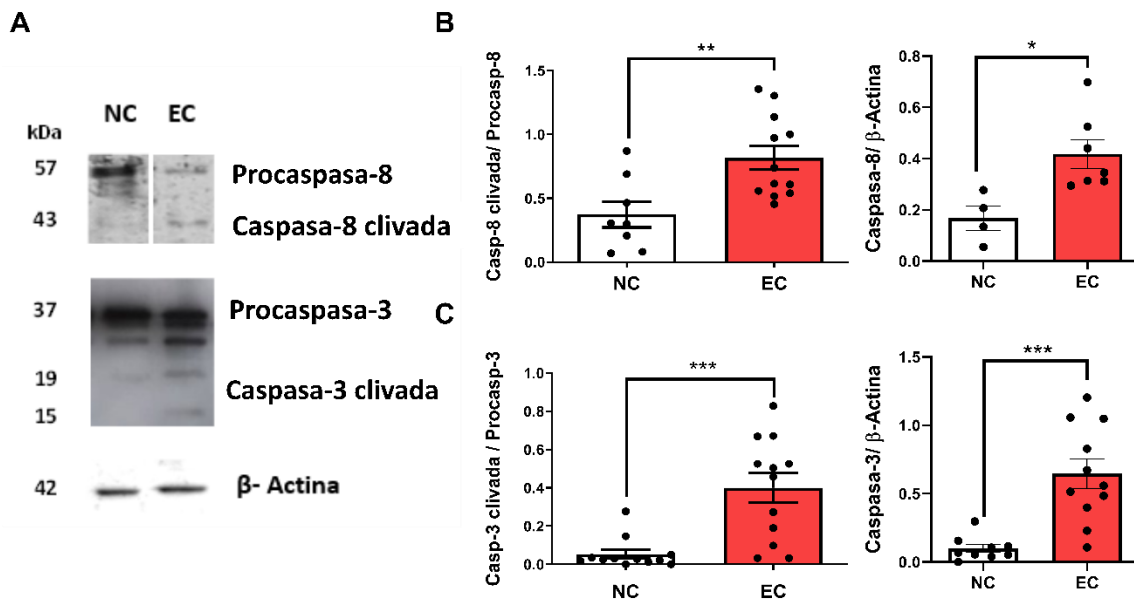 A
NC EC
kDa
57 Procaspasa-8
43 Caspasa-8 clivada
37 Procaspasa-3
19 Caspasa-3 clivada
15
42 β- Actina
B
Casp-8 clivada/ Procasp-8
**
1.5
1.0
0.5
0.0
NC EC
Caspasa-8/ β-Actina
*
0.8
0.6
0.4
0.2
0.0
NC EC
C
Casp-3 clivada / Procasp-3
***
1.0
0.8
0.6
0.4
0.2
0.0
NC EC
Caspasa-3/ β-Actina
***
1.5
1.0
0.5
0.0
NC EC